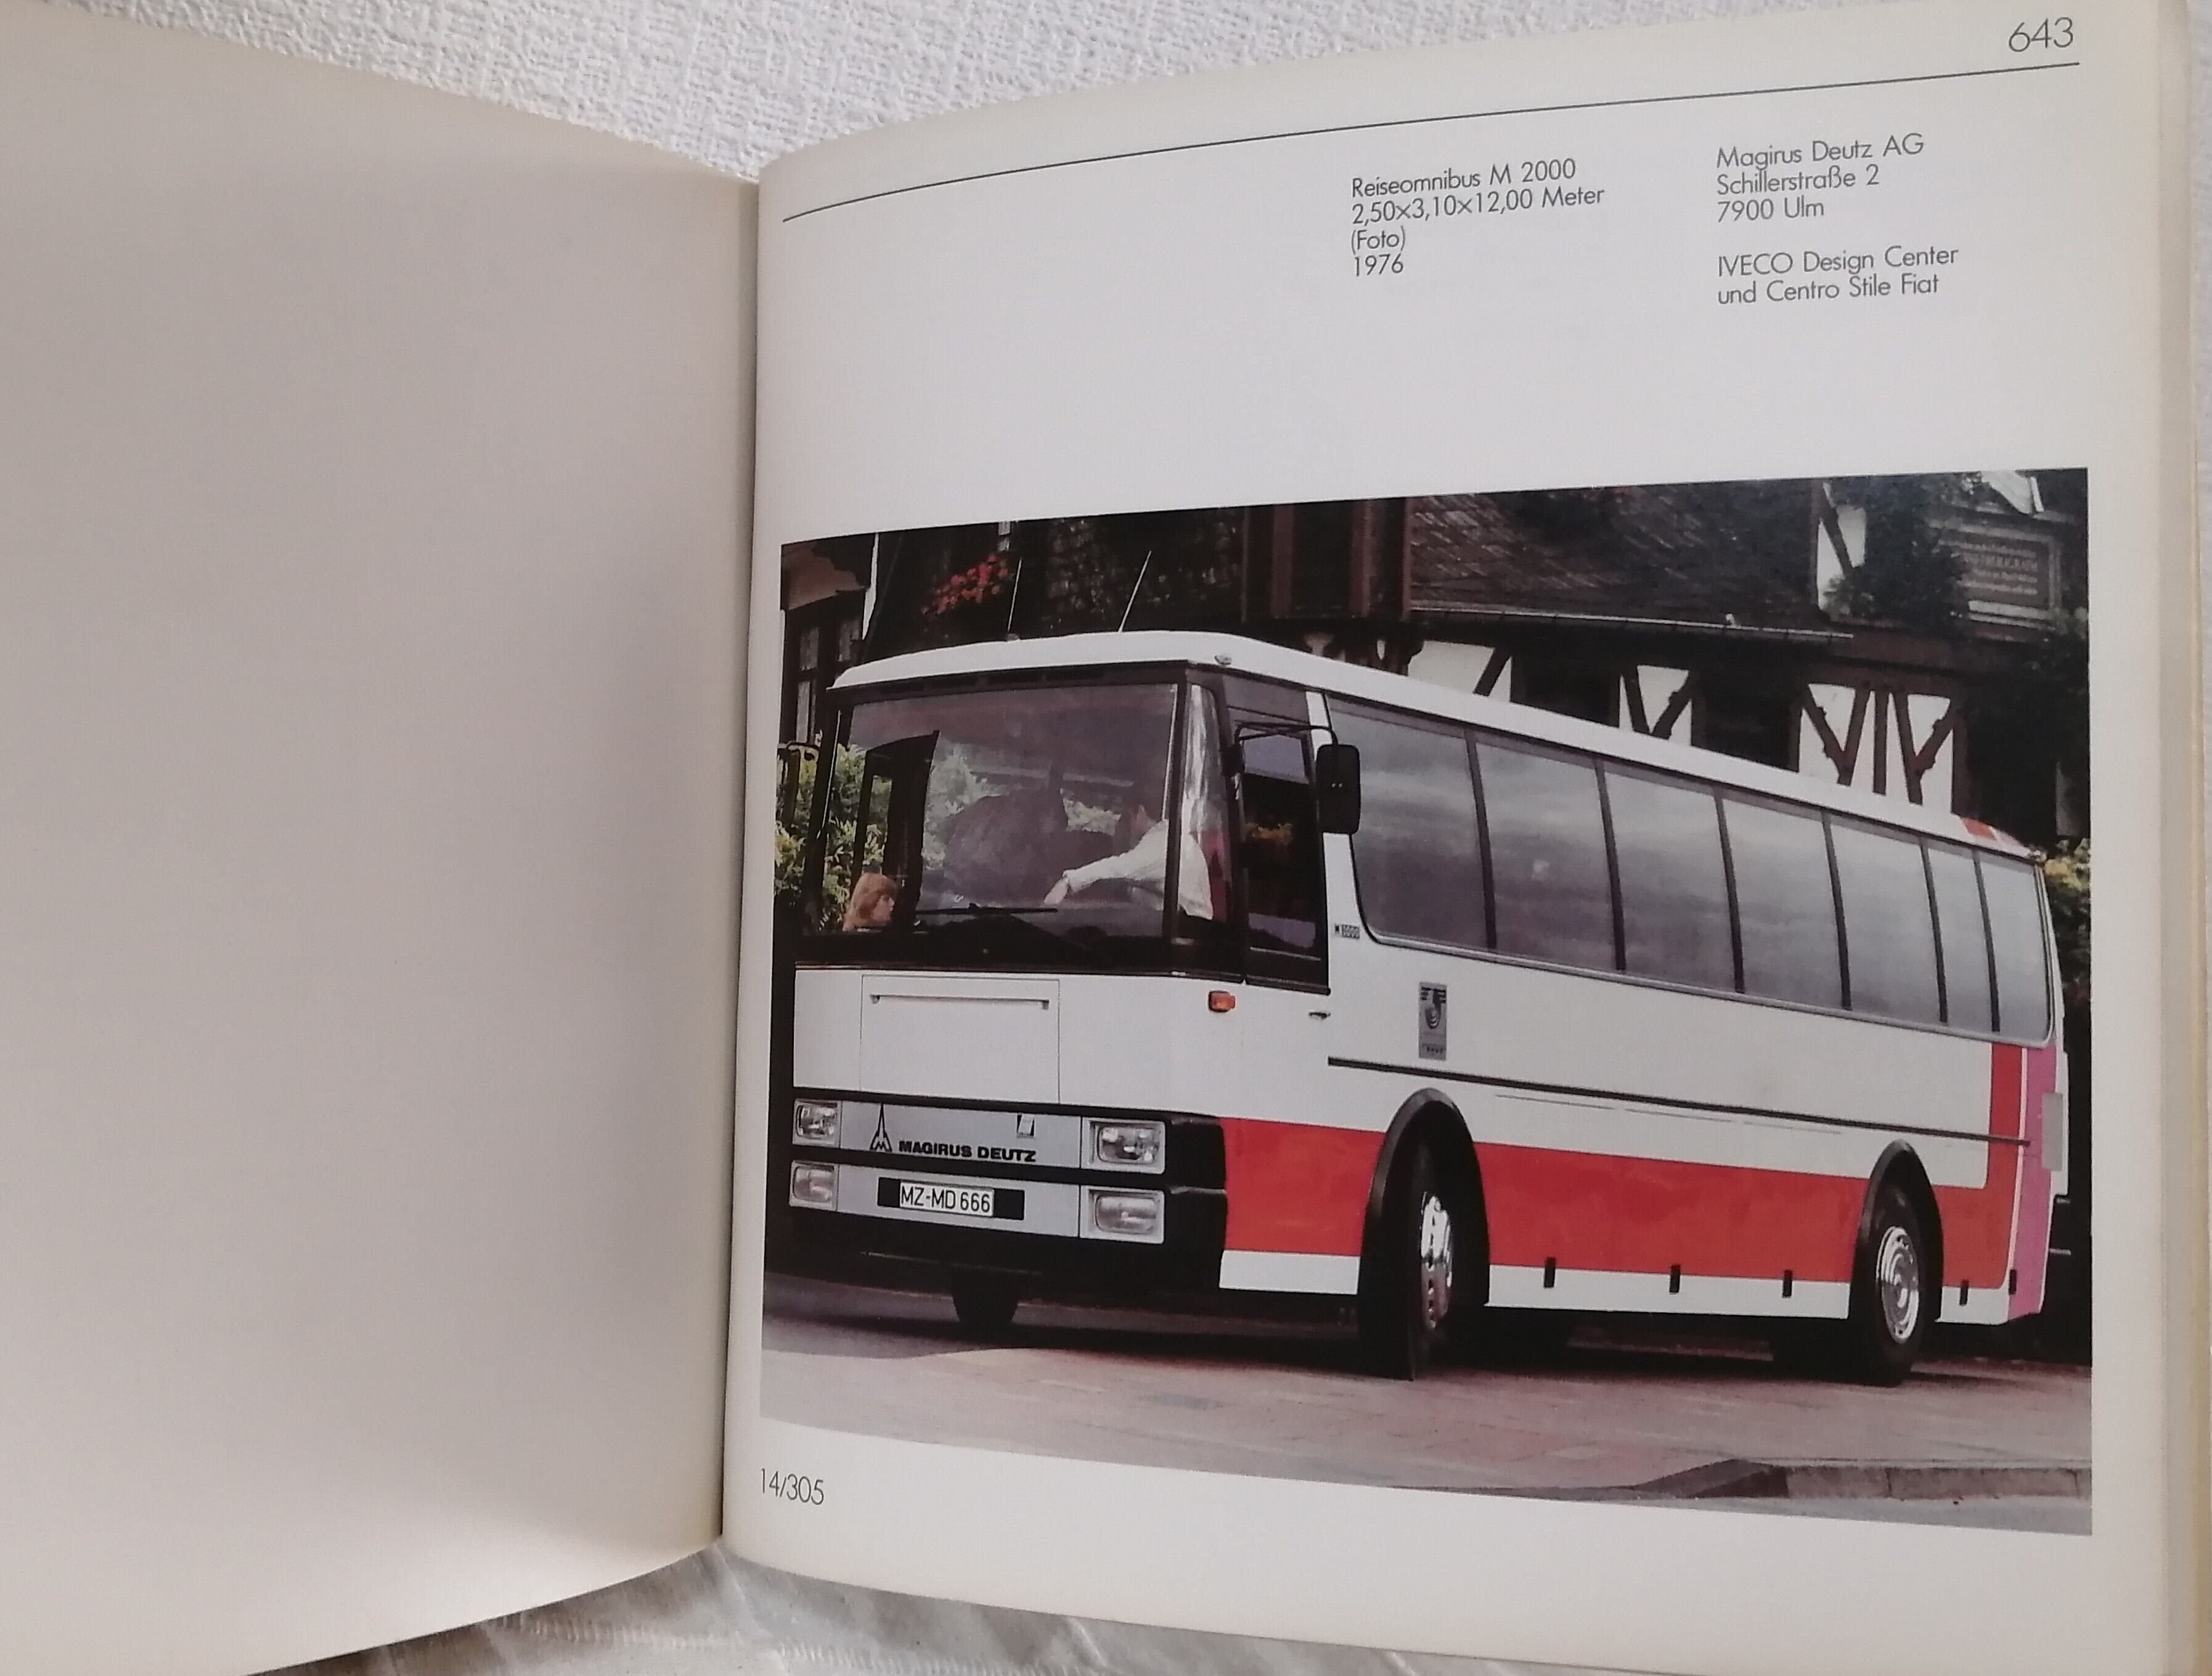 643
Reiseomnibus M 2000
2,50×3,10×12,00 Meter
(Foto)
1976
Magirus Deutz AG
Schillerstraße 2
7900 Ulm
IVECO Design Center
und Centro Stile Fiat
MAGIRUS DEUTZ
MZ-MD 666
14/305